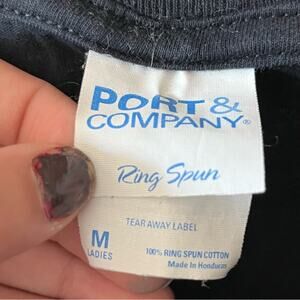 PORT &
COMPANY®
Ring Spun
TEAR AWAY LABEL
M
LADIES
100% RING SPUN COTTON
Made in Honduras